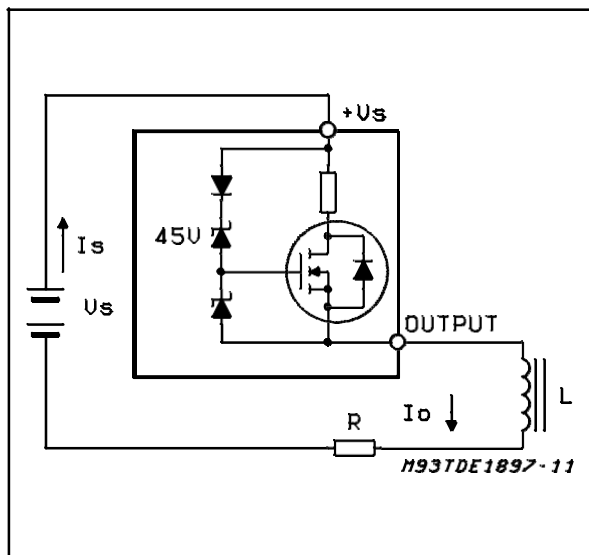 +Vs
45V
Is
Vs
OUTPUT
R
Io
L
M93TDE1897-11